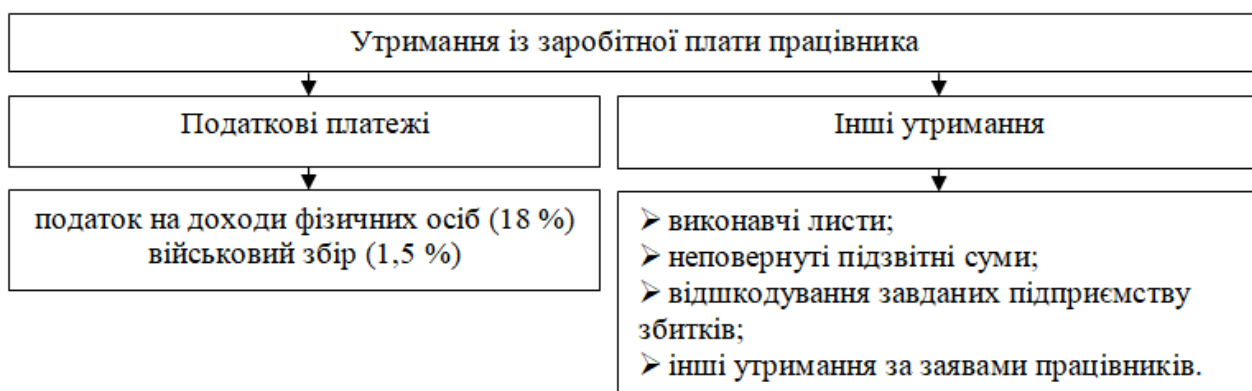 Утримання із заробітної плати працівника
Податкові платежі
Інші утримання
податок на доходи фізичних осіб (18 %)
військовий збір (1,5 %)
➢ виконавчі листи;
➢ неповернуті підзвітні суми;
➢ відшкодування завданих підприємству
збитків;
➢ інші утримання за заявами працівників.